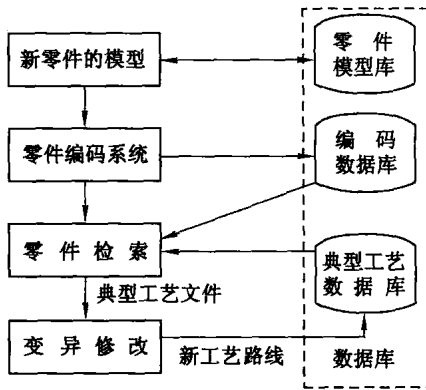 新零件的模型
零件
模型库
零件编码系统
编码
数据库
零件检索
典型工艺
数据库
典型工艺文件
变异修改
新工艺路线
数据库